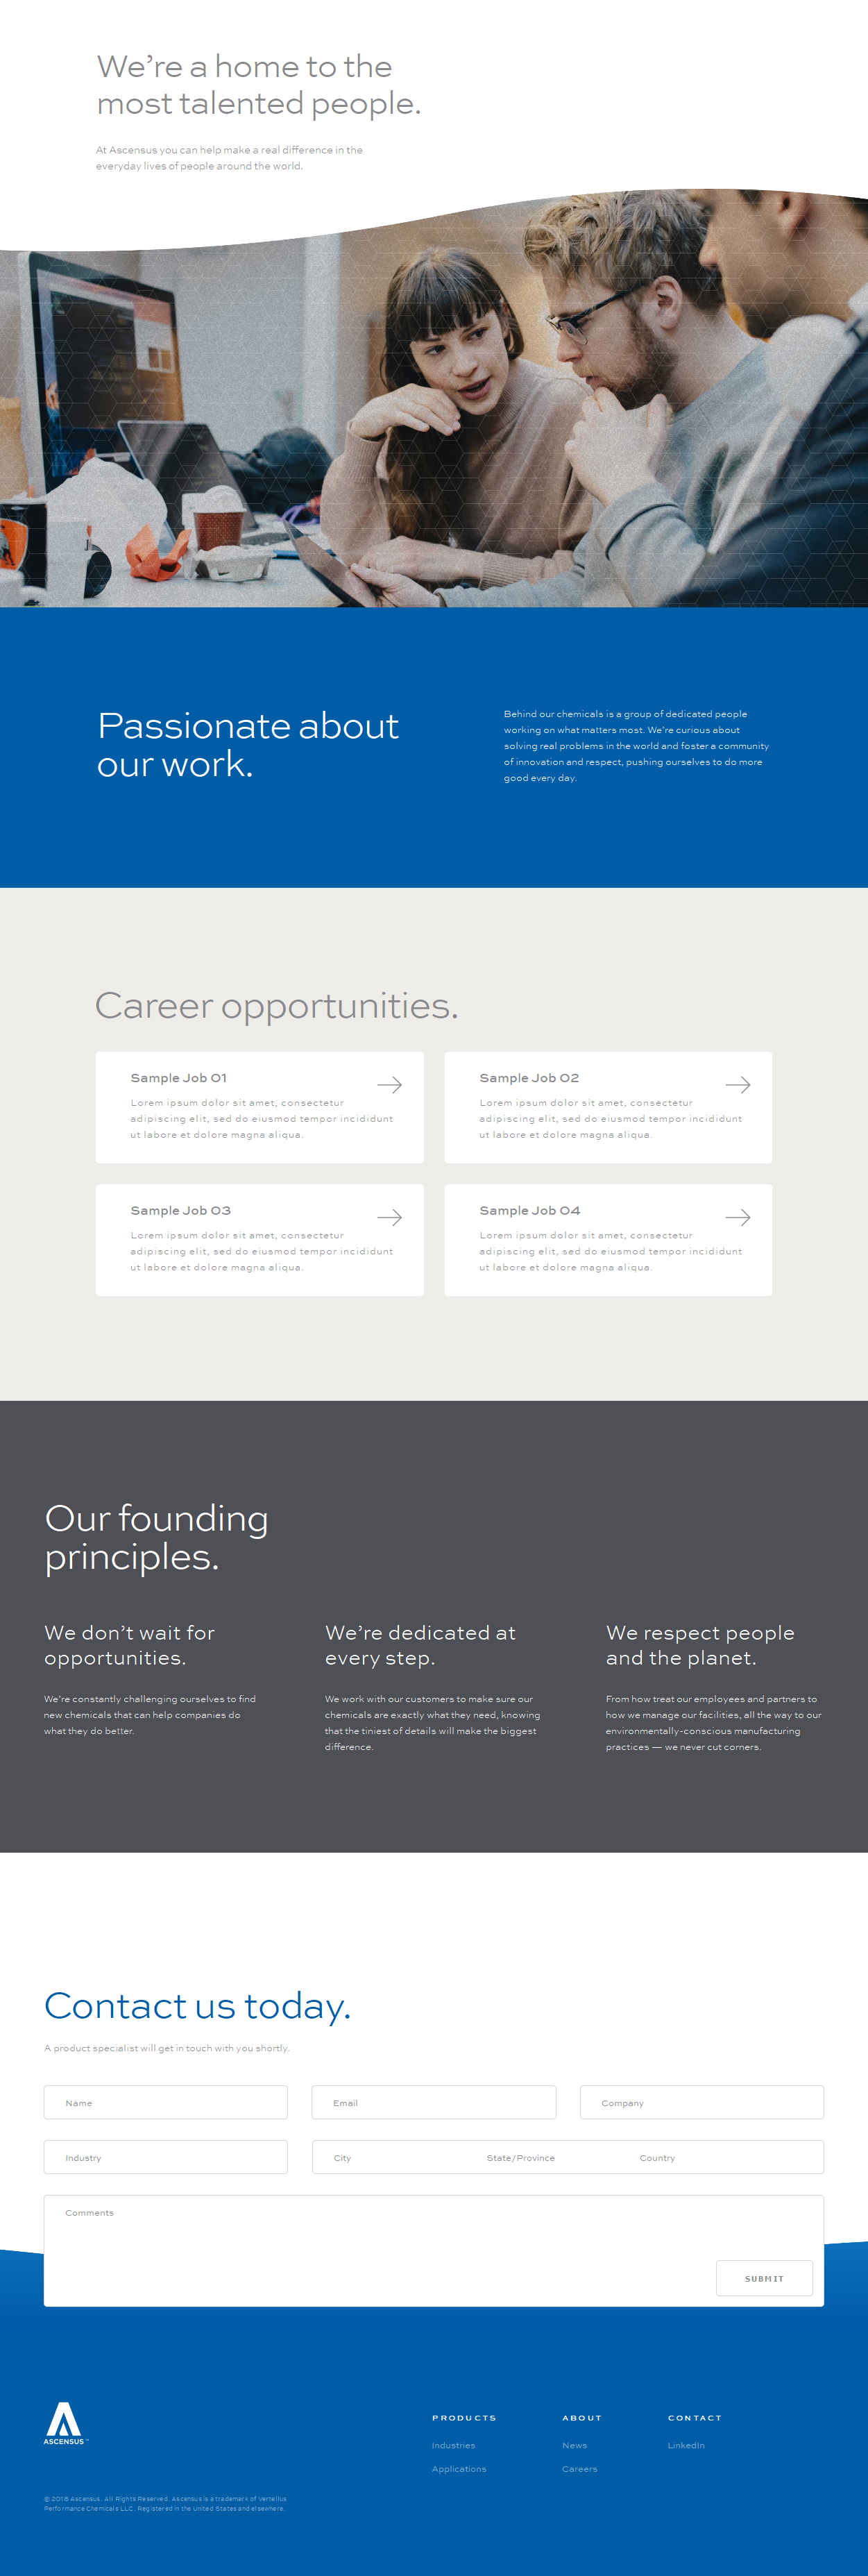 We're a home to the
most talented people.
At Ascensus you can help make a real difference in the
everyday lives of people around the world.
Passionate about
our work.
Behind our chemicals is a group of dedicated people
working on what matters most. We're curious about
solving real problems in the world and foster a community
of innovation and respect, pushing ourselves to do more
good every day.
Career opportunities.
Sample Job 01
Lorem ipsum dolor sit amet, consectetur
adipiscing elit, sed do eiusmod tempor incididunt
ut labore et dolore magna aliqua.
Sample Job 02
Lorem ipsum dolor sit amet, consectetur
adipiscing elit, sed do eiusmod tempor incididunt
ut labore et dolore magna aliqua.
Sample Job 03
Lorem ipsum dolor sit amet, consectetur
adipiscing elit, sed do eiusmod tempor incididunt
ut labore et dolore magna aliqua.
Sample Job 04
Lorem ipsum dolor sit amet, consectetur
adipiscing elit, sed do eiusmod tempor incididunt
ut labore et dolore magna aliqua.
Our founding
principles.
We don't wait for
opportunities.
We're constantly challenging ourselves to find
new chemicals that can help companies do
what they do better.
We're dedicated at
every step.
We work with our customers to make sure our
chemicals are exactly what they need, knowing
that the tiniest of details will make the biggest
difference.
We respect people
and the planet.
From how treat our employees and partners to
how we manage our facilities, all the way to our
environmentally-conscious manufacturing
practices — we never cut corners.
Contact us today.
A product specialist will get in touch with you shortly.
Name
Email
Company
Industry
City
State/Province
Country
Comments
SUBMIT
ASCENSUS™
PRODUCTS
Industries
Applications
ABOUT
News
Careers
CONTACT
LinkedIn
© 2018 Ascensus. All Rights Reserved. Ascensus is a trademark of Vertellus
Performance Chemicals LLC. Registered in the United States and elsewhere.